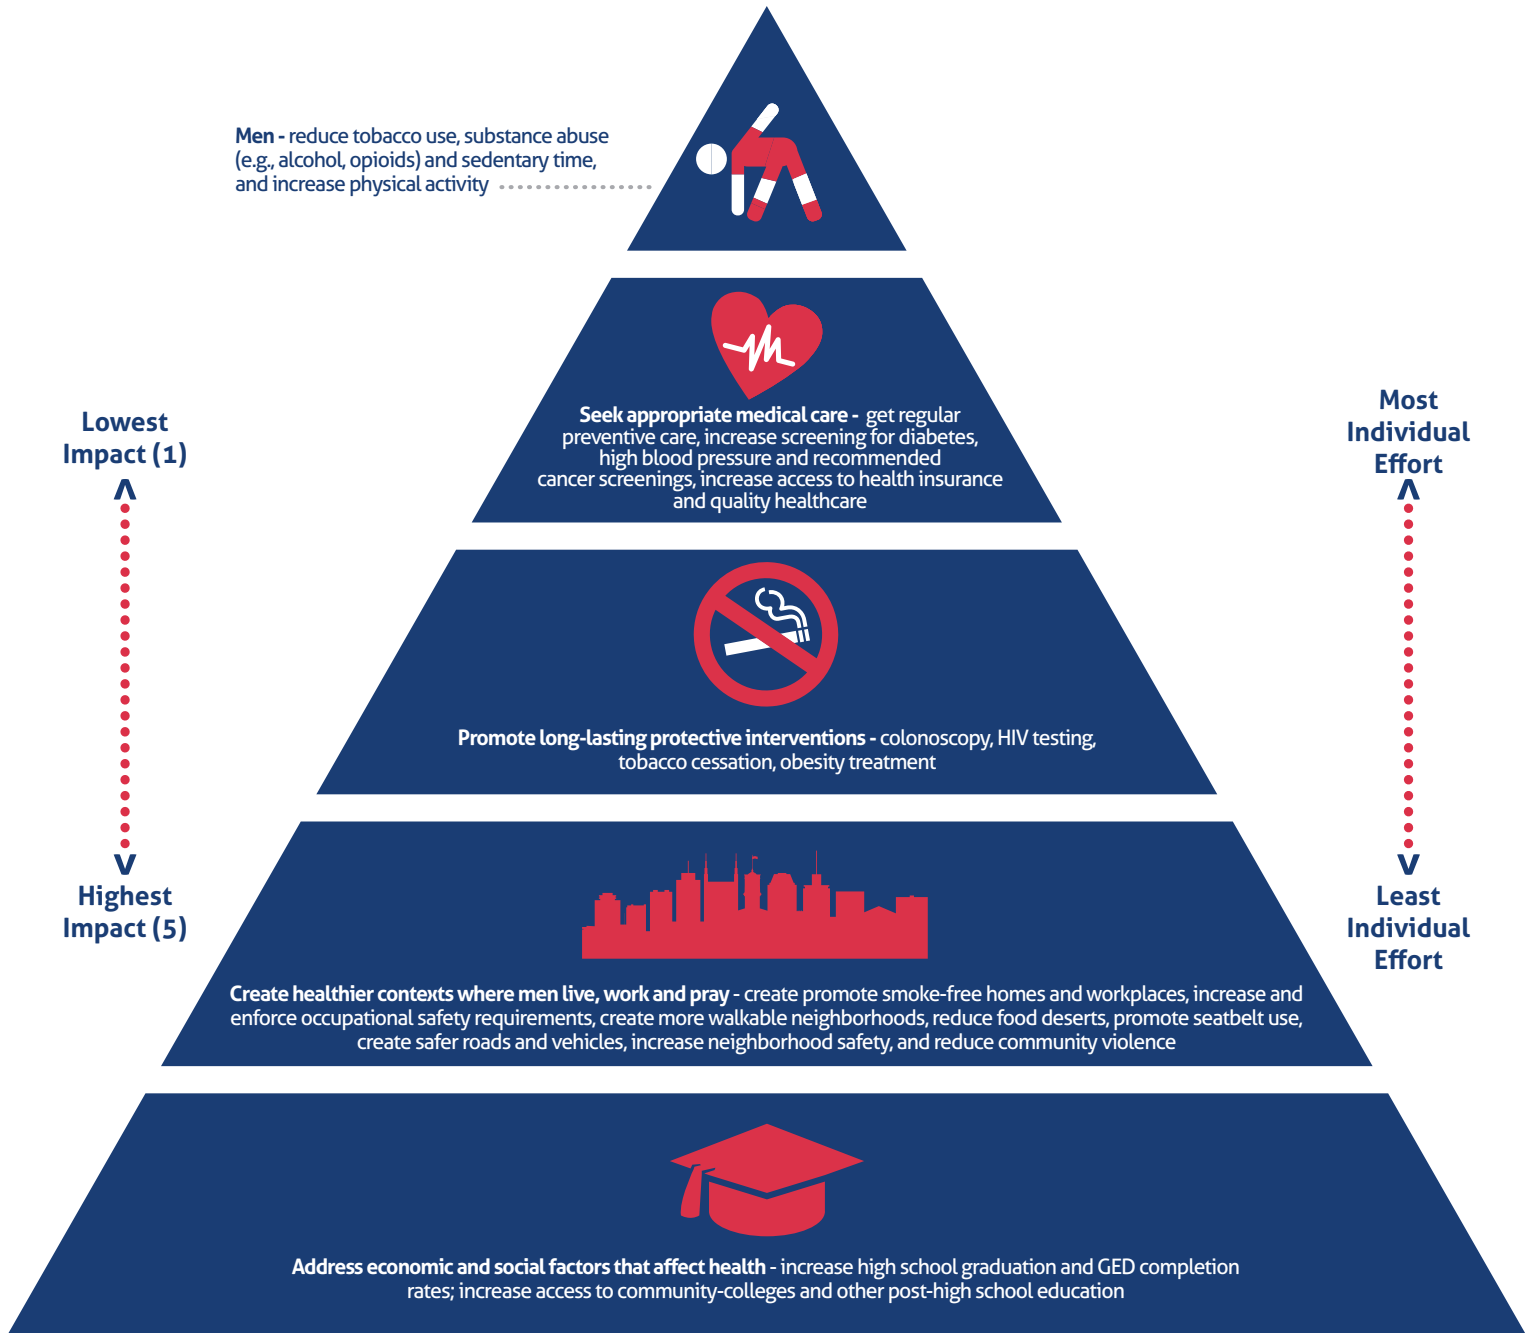 Men - reduce tobacco use, substance abuse
(e.g., alcohol, opioids) and sedentary time,
and increase physical activity
Lowest
Impact (1)
Highest
Impact (5)
Most
Individual
Effort
Least
Individual
Effort
Seek appropriate medical care - get regular
preventive care, increase screening for diabetes,
high blood pressure and recommended
cancer screenings, increase access to health insurance
and quality healthcare
Promote long-lasting protective interventions - colonoscopy, HIV testing,
tobacco cessation, obesity treatment
Create healthier contexts where men live, work and pray - create promote smoke-free homes and workplaces, increase and
enforce occupational safety requirements, create more walkable neighborhoods, reduce food deserts, promote seatbelt use,
create safer roads and vehicles, increase neighborhood safety, and reduce community violence
Address economic and social factors that affect health - increase high school graduation and GED completion
rates; increase access to community-colleges and other post-high school education